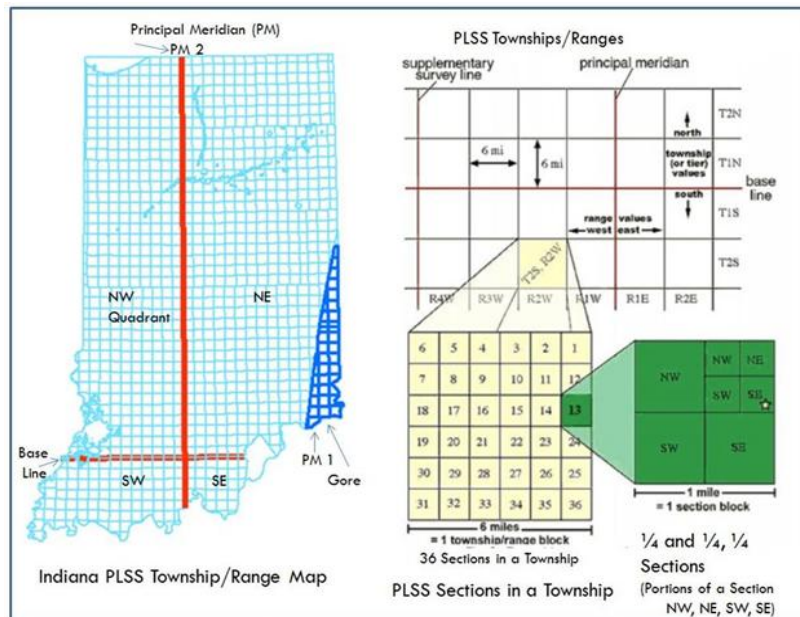 Principal Meridian (PM)
PM 2
NW
Quadrant
NE
Base
Line
SW
SE
PM 1
Gore
Indiana PLSS Township/Range Map
PLSS Townships/Ranges
supplementary
survey line
principal meridian
T2N
north
6 mi
6 mi
township
(or tier)
values
T1N
base
line
south
T1S
range values
west east
T2S
T2S, R2W
R4W R3W R2W R1W R1E R2E
6 5 4 3 2 1
7 8 9 10 11 12
18 17 16 15 14 13
19 20 21 22 23 24
30 29 28 27 26 25
31 32 33 34 35 36
6 miles
= 1 township/range block
36 Sections in a Township
PLSS Sections in a Township
NW
NW NE
SW SE
SW SE
1 mile
= 1 section block
¼ and ¼, ¼
Sections
(Portions of a Section
NW, NE, SW, SE)